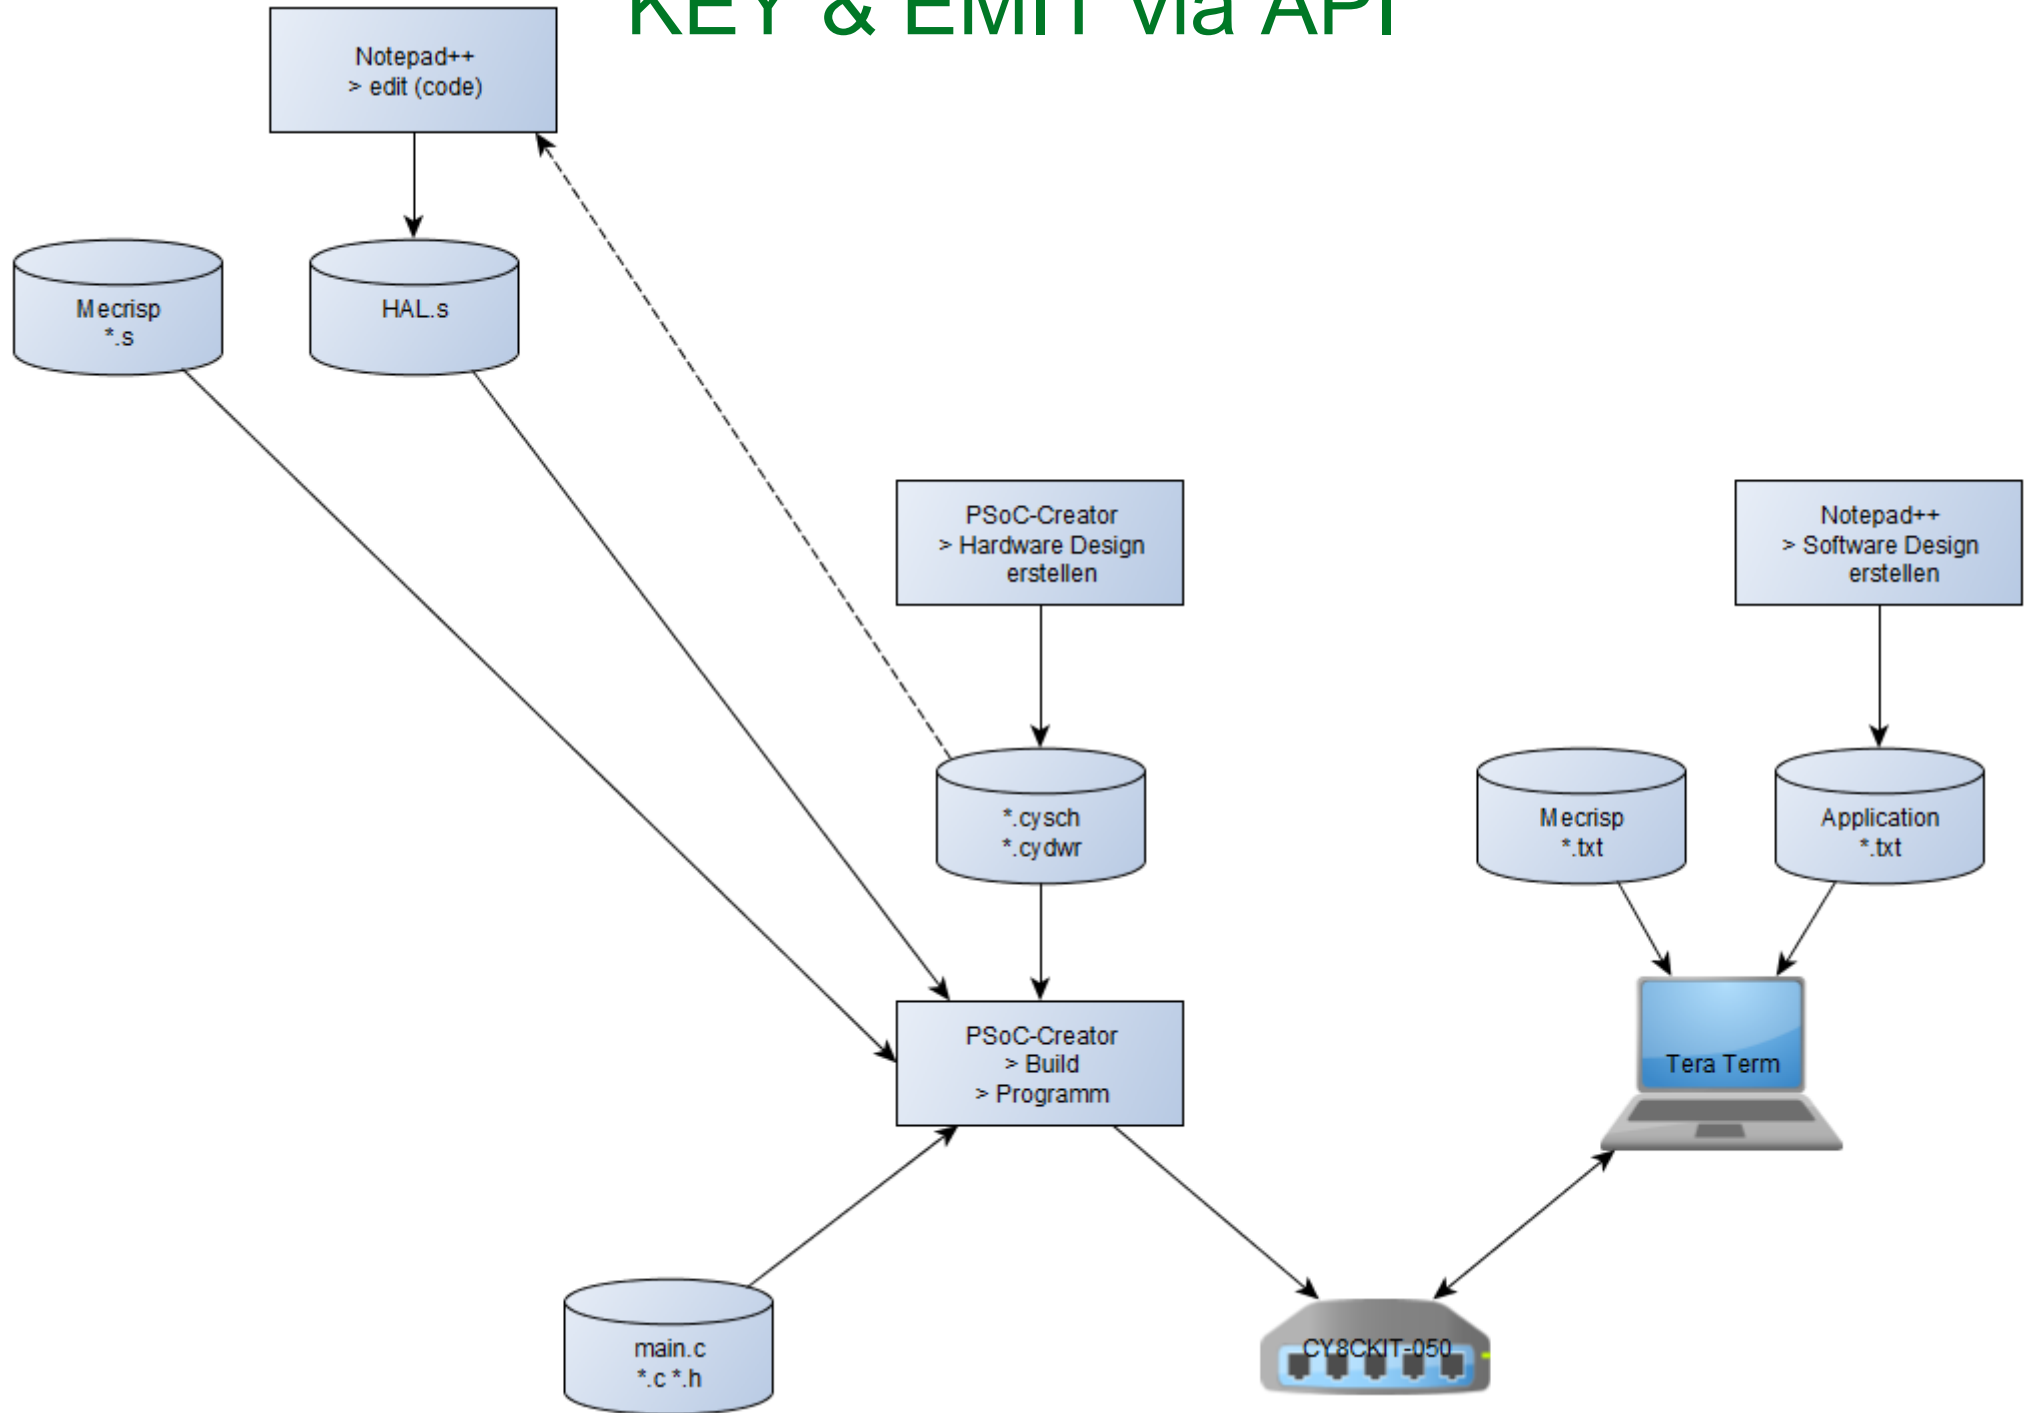 KEY & EMIT via API
Notepad++
> edit (code)
Mecrisp
*.s
HAL.s
PSoC-Creator
> Hardware Design
erstellen
Notepad++
> Software Design
erstellen
*.cysch
*.cydwr
Mecrisp
*.txt
Application
*.txt
PSoC-Creator
> Build
> Programm
Tera Term
main.c
*.c *.h
CY8CKIT-050